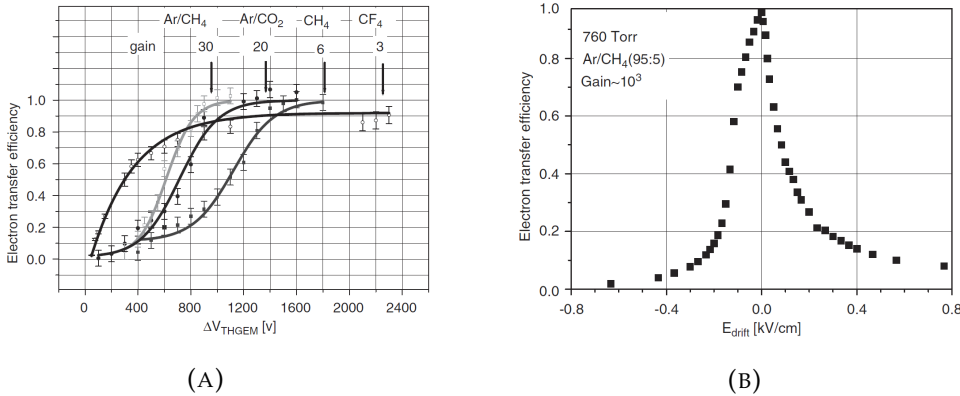 Ar/CH4 Ar/CO2 CH4 CF4
gain 30 20 6 3
Electron transfer efficiency
1.0
0.8
0.6
0.4
0.2
0.0
0 400 800 1200 1600 2000 2400
ΔVTHGEM [v]
(A)
760 Torr
Ar/CH4(95:5)
Gain~10³
Electron transfer efficiency
1.0
0.8
0.6
0.4
0.2
0.0
-0.8 -0.4 0.0 0.4 0.8
Edrift [kV/cm]
(B)